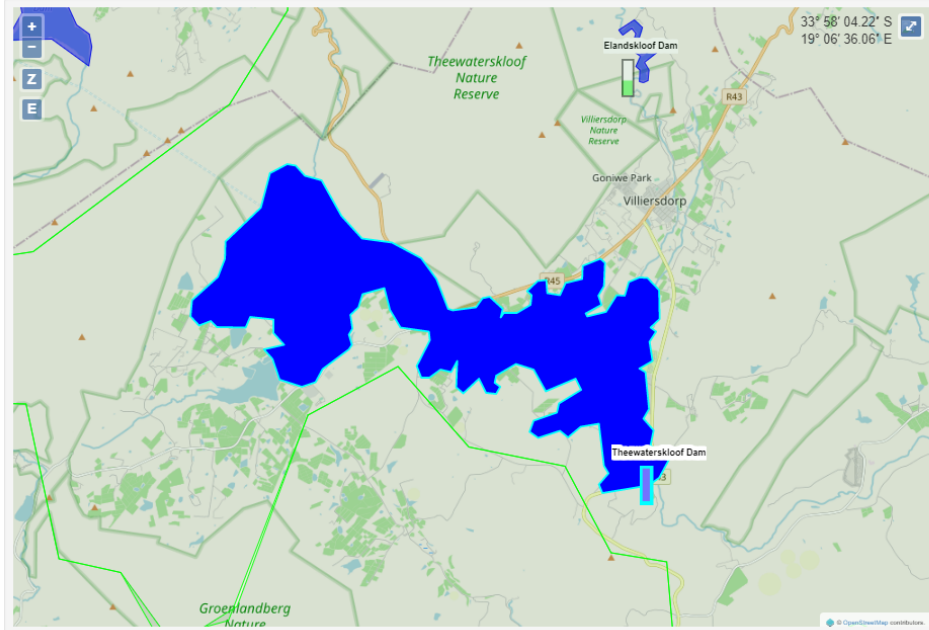 +
−
Z
E
33° 58′ 04.22″ S
19° 06′ 36.06″ E
Elandskloof Dam
Theewaterskloof
Nature
Reserve
R43
Villiersdorp
Nature
Reserve
Goniwe Park
Villiersdorp
R45
Theewaterskloof Dam
Groenlandberg
Nature
© OpenStreetMap contributors.